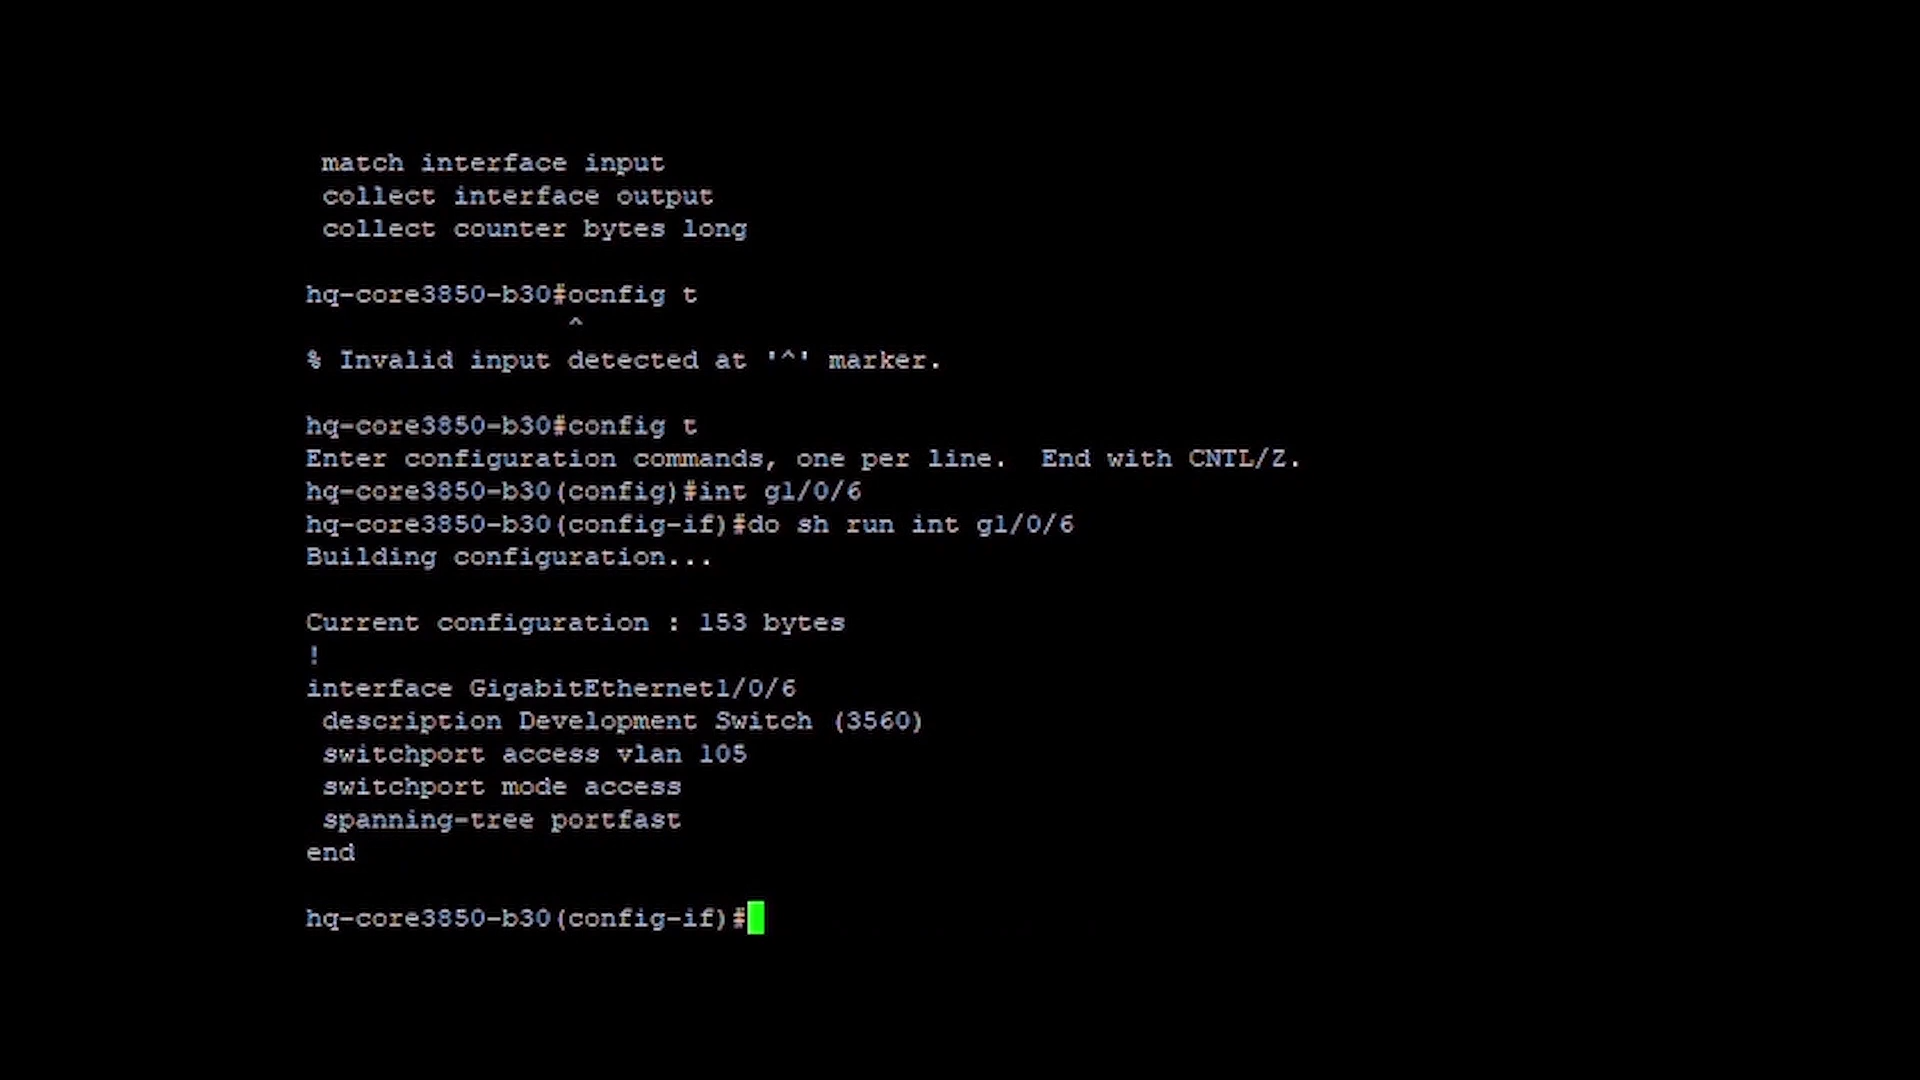 match interface input
collect interface output
collect counter bytes long
hq-core3850-b30#ocnfig t
^
% Invalid input detected at '^' marker.
hq-core3850-b30#config t
Enter configuration commands, one per line.  End with CNTL/Z.
hq-core3850-b30(config)#int g1/0/6
hq-core3850-b30(config-if)#do sh run int g1/0/6
Building configuration...
Current configuration : 153 bytes
!
interface GigabitEthernet1/0/6
description Development Switch (3560)
switchport access vlan 105
switchport mode access
spanning-tree portfast
end
hq-core3850-b30(config-if)#